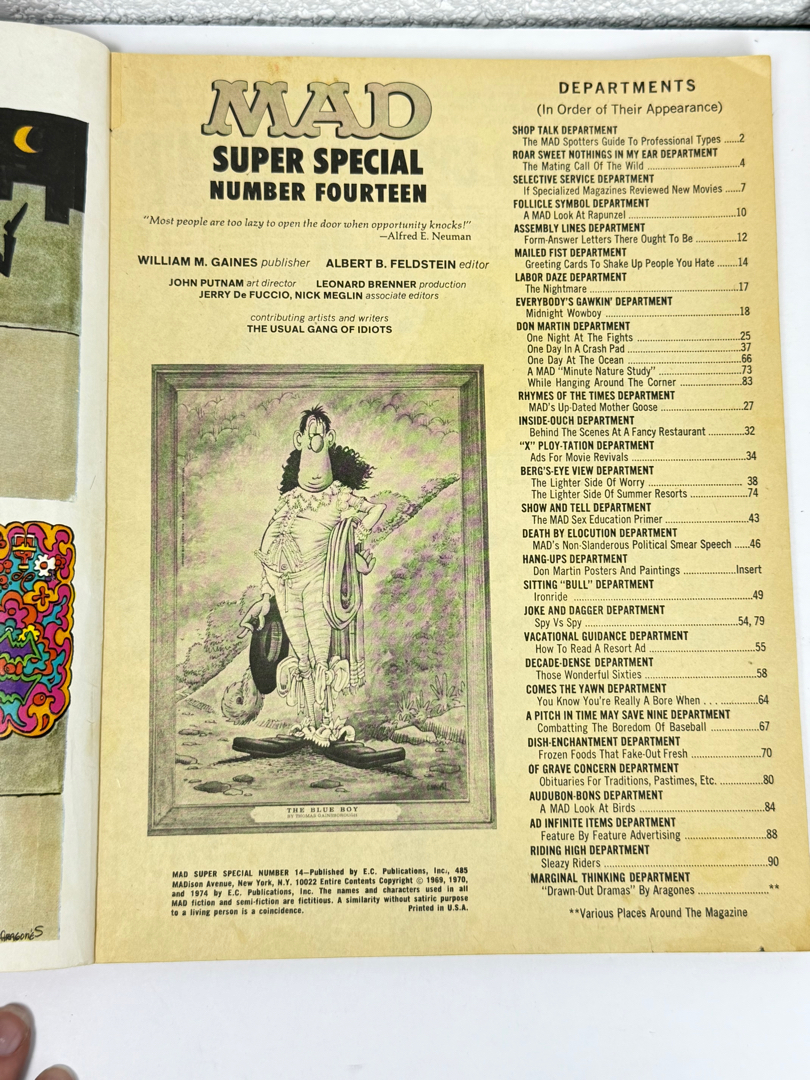 MAD
SUPER SPECIAL
NUMBER FOURTEEN
"Most people are too lazy to open the door when opportunity knocks!"
—Alfred E. Neuman
WILLIAM M. GAINES publisher ALBERT B. FELDSTEIN editor
JOHN PUTNAM art director LEONARD BRENNER production
JERRY De FUCCIO, NICK MEGLIN associate editors
contributing artists and writers
THE USUAL GANG OF IDIOTS
THE BLUE BOY
BY THOMAS GAINSBOROUGH
MAD SUPER SPECIAL NUMBER 14—Published by E.C. Publications, Inc., 485
MADison Avenue, New York, N.Y. 10022 Entire Contents Copyright © 1969, 1970,
and 1974 by E.C. Publications, Inc. The names and characters used in all
MAD fiction and semi-fiction are fictitious. A similarity without satiric purpose
to a living person is a coincidence. Printed in U.S.A.
DEPARTMENTS
(In Order of Their Appearance)
SHOP TALK DEPARTMENT
The MAD Spotters Guide To Professional Types .....2
ROAR SWEET NOTHINGS IN MY EAR DEPARTMENT
The Mating Call Of The Wild ..........................4
SELECTIVE SERVICE DEPARTMENT
If Specialized Magazines Reviewed New Movies .....7
FOLLICLE SYMBOL DEPARTMENT
A MAD Look At Rapunzel ....................................10
ASSEMBLY LINES DEPARTMENT
Form-Answer Letters There Ought To Be .............12
MAILED FIST DEPARTMENT
Greeting Cards To Shake Up People You Hate .......14
LABOR DAZE DEPARTMENT
The Nightmare ..............................................17
EVERYBODY'S GAWKIN' DEPARTMENT
Midnight Wowboy ..........................................18
DON MARTIN DEPARTMENT
One Night At The Fights ....................................25
One Day In A Crash Pad ...................................37
One Day At The Ocean ....................................66
A MAD "Minute Nature Study" ..........................73
While Hanging Around The Corner ...................83
RHYMES OF THE TIMES DEPARTMENT
MAD's Up-Dated Mother Goose .........................27
INSIDE-OUCH DEPARTMENT
Behind The Scenes At A Fancy Restaurant ...........32
"X" PLOY-TATION DEPARTMENT
Ads For Movie Revivals ....................................34
BERG'S-EYE VIEW DEPARTMENT
The Lighter Side Of Worry ............................ 38
The Lighter Side Of Summer Resorts ................74
SHOW AND TELL DEPARTMENT
The MAD Sex Education Primer .........................43
DEATH BY ELOCUTION DEPARTMENT
MAD's Non-Slanderous Political Smear Speech .....46
HANG-UPS DEPARTMENT
Don Martin Posters And Paintings ................Insert
SITTING "BULL" DEPARTMENT
Ironride ......................................................49
JOKE AND DAGGER DEPARTMENT
Spy Vs Spy ..............................................54, 79
VACATIONAL GUIDANCE DEPARTMENT
How To Read A Resort Ad .................................55
DECADE-DENSE DEPARTMENT
Those Wonderful Sixties ...................................58
COMES THE YAWN DEPARTMENT
You Know You're Really A Bore When . . . ............64
A PITCH IN TIME MAY SAVE NINE DEPARTMENT
Combatting The Boredom Of Baseball ................67
DISH-ENCHANTMENT DEPARTMENT
Frozen Foods That Fake-Out Fresh .....................70
OF GRAVE CONCERN DEPARTMENT
Obituaries For Traditions, Pastimes, Etc. .............80
AUDUBON-BONS DEPARTMENT
A MAD Look At Birds .......................................84
AD INFINITE ITEMS DEPARTMENT
Feature By Feature Advertising .........................88
RIDING HIGH DEPARTMENT
Sleazy Riders ................................................90
MARGINAL THINKING DEPARTMENT
"Drawn-Out Dramas" By Aragones .....................**
**Various Places Around The Magazine
ARAGONÉS